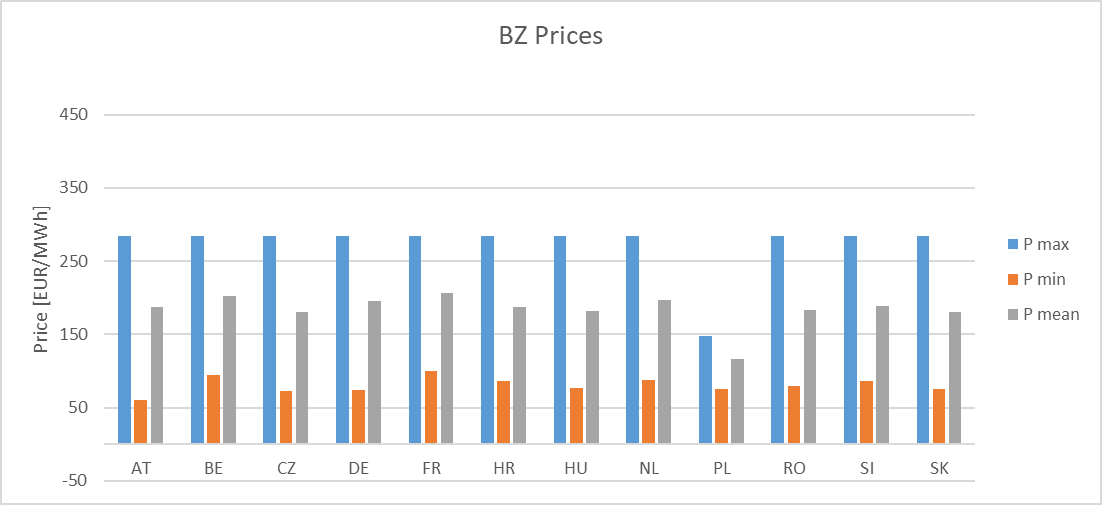 BZ Prices
450
350
250
150
50
-50
Price [EUR/MWh]
AT BE CZ DE FR HR HU NL PL RO SI SK
P max
P min
P mean